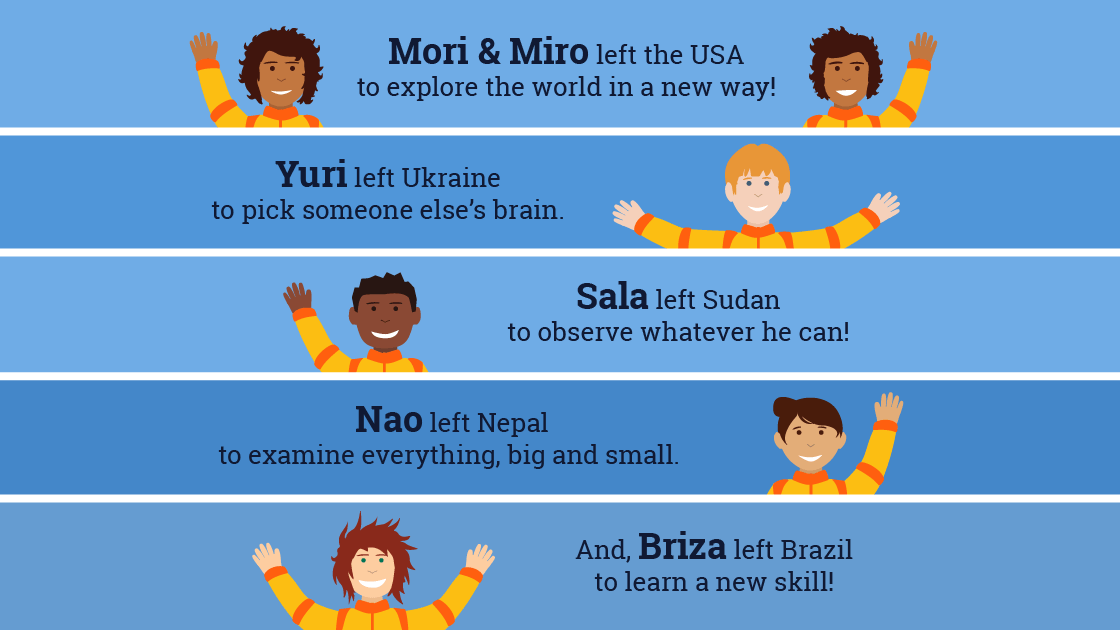 Mori & Miro left the USA
to explore the world in a new way!
Yuri left Ukraine
to pick someone else’s brain.
Sala left Sudan
to observe whatever he can!
Nao left Nepal
to examine everything, big and small.
And, Briza left Brazil
to learn a new skill!